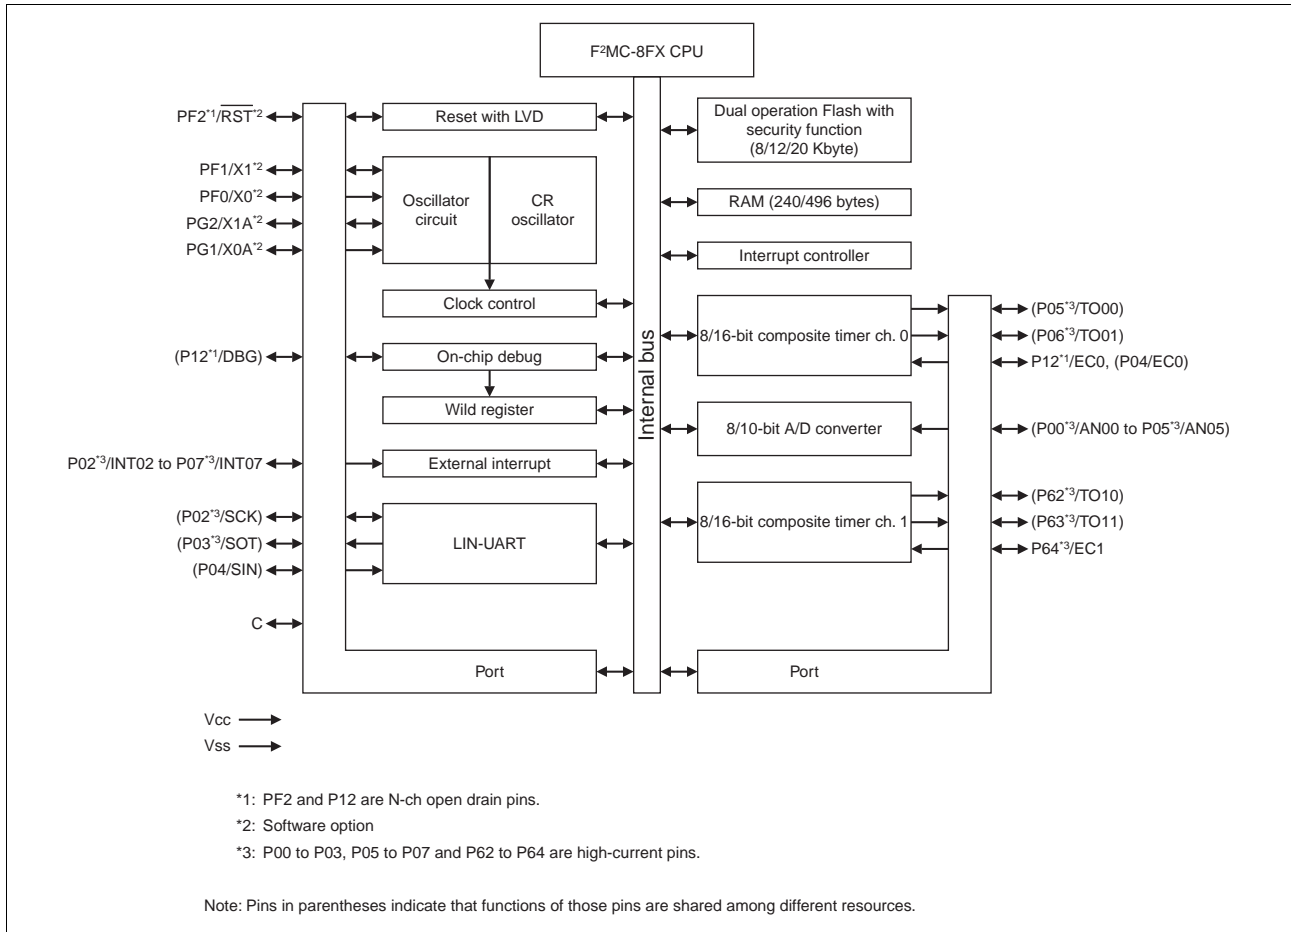 F²MC-8FX CPU
PF2*1/RST*2
Reset with LVD
Dual operation Flash with
security function
(8/12/20 Kbyte)
PF1/X1*2
PF0/X0*2
PG2/X1A*2
PG1/X0A*2
Oscillator
circuit
CR
oscillator
RAM (240/496 bytes)
Interrupt controller
Clock control
(P12*1/DBG)
On-chip debug
Wild register
P02*3/INT02 to P07*3/INT07
External interrupt
(P02*3/SCK)
(P03*3/SOT)
(P04/SIN)
LIN-UART
C
Port
Internal bus
8/16-bit composite timer ch. 0
(P05*3/TO00)
(P06*3/TO01)
P12*1/EC0, (P04/EC0)
8/10-bit A/D converter
(P00*3/AN00 to P05*3/AN05)
8/16-bit composite timer ch. 1
(P62*3/TO10)
(P63*3/TO11)
P64*3/EC1
Port
Vcc
Vss
*1: PF2 and P12 are N-ch open drain pins.
*2: Software option
*3: P00 to P03, P05 to P07 and P62 to P64 are high-current pins.
Note: Pins in parentheses indicate that functions of those pins are shared among different resources.